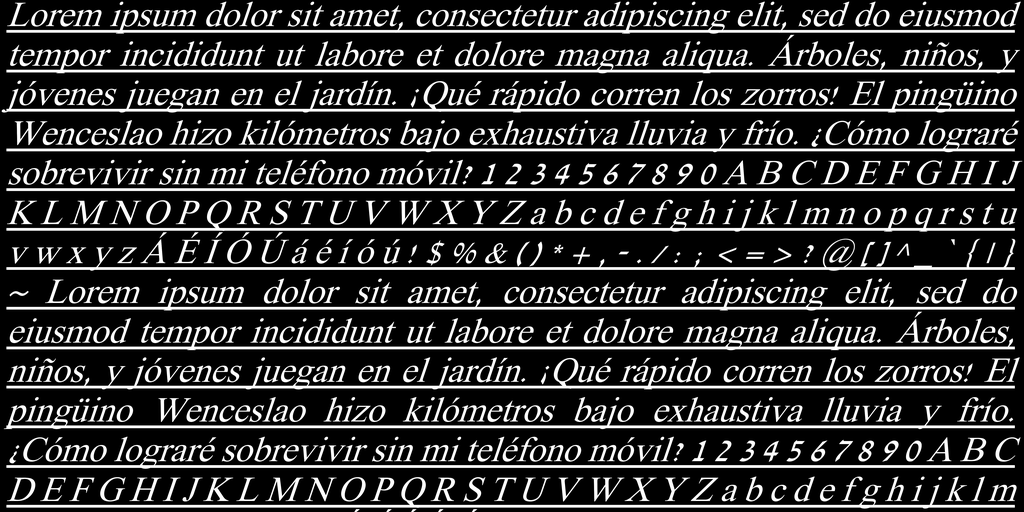 Lorem ipsum dolor sit amet, consectetur adipiscing elit, sed do eiusmod
tempor incididunt ut labore et dolore magna aliqua. Árboles, niños, y
jóvenes juegan en el jardín. ¡Qué rápido corren los zorros! El pingüino
Wenceslao hizo kilómetros bajo exhaustiva lluvia y frío. ¿Cómo lograré
sobrevivir sin mi teléfono móvil? 1 2 3 4 5 6 7 8 9 0 A B C D E F G H I J
K L M N O P Q R S T U V W X Y Z a b c d e f g h i j k l m n o p q r s t u
v w x y z Á É Í Ó Ú á é í ó ú ! $ % & ( ) * + , - . / : ; < = > ? @ [ ] ^ _ ` { | }
~ Lorem ipsum dolor sit amet, consectetur adipiscing elit, sed do
eiusmod tempor incididunt ut labore et dolore magna aliqua. Árboles,
niños, y jóvenes juegan en el jardín. ¡Qué rápido corren los zorros! El
pingüino Wenceslao hizo kilómetros bajo exhaustiva lluvia y frío.
¿Cómo lograré sobrevivir sin mi teléfono móvil? 1 2 3 4 5 6 7 8 9 0 A B C
D E F G H I J K L M N O P Q R S T U V W X Y Z a b c d e f g h i j k l m